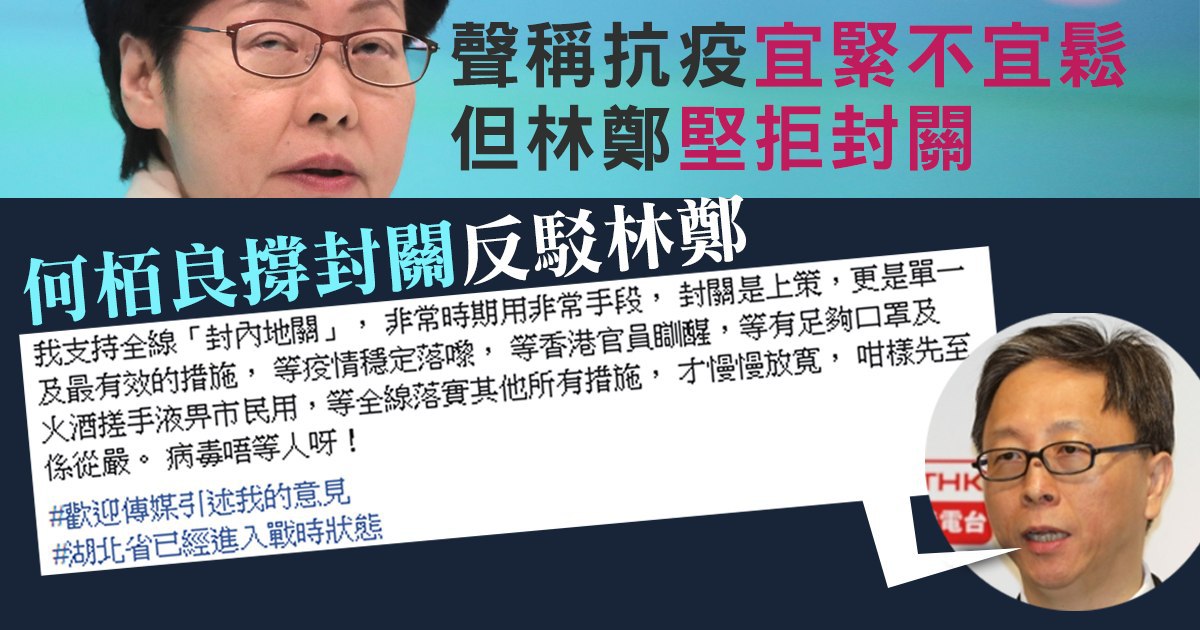 聲稱抗疫宜緊不宜鬆
但林鄭堅拒封關
何栢良撐封關反駁林鄭
我支持全線「封內地關」，非常時期用非常手段，封關是上策，更是單一
及最有效的措施，等疫情穩定落嚟，等香港官員瞓醒，等有足夠口罩及
火酒搓手液畀市民用，等全線落實其他所有措施，才慢慢放寬，咁樣先至
係從嚴。病毒唔等人呀！
#歡迎傳媒引述我的意見
#湖北省已經進入戰時狀態
THK
電台